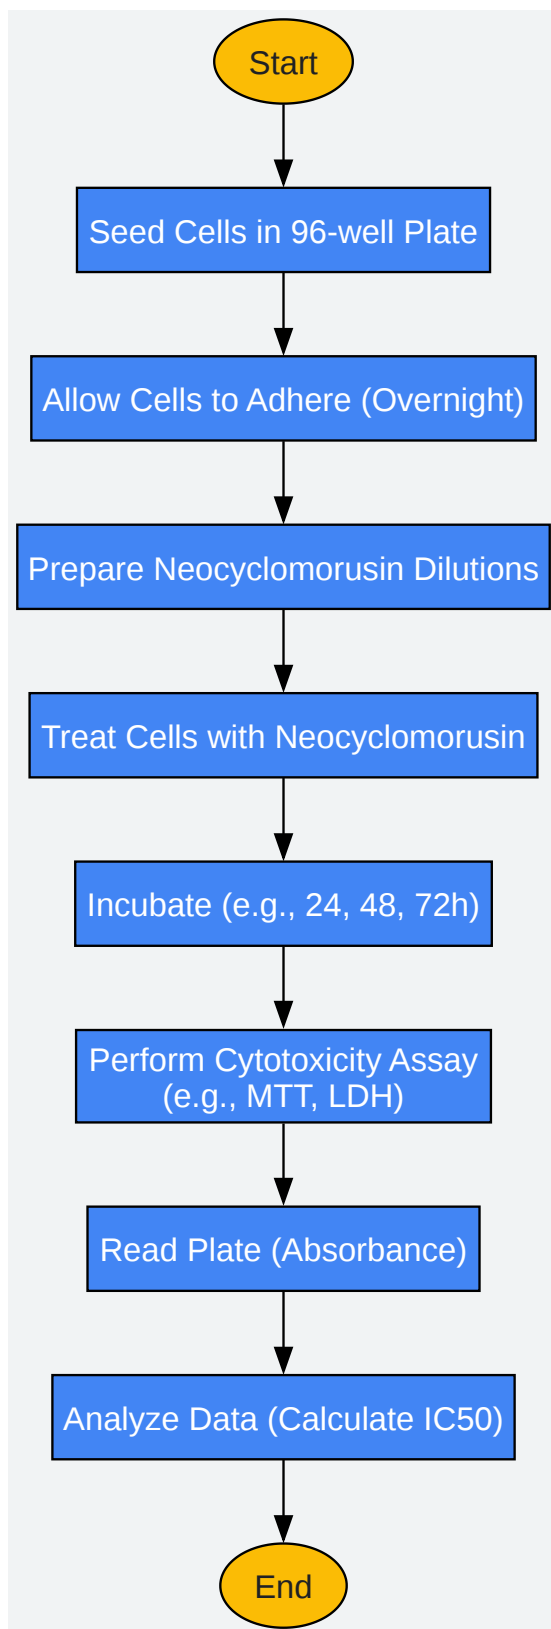 Start
Seed Cells in 96-well Plate
Allow Cells to Adhere (Overnight)
Prepare Neocyclomorusin Dilutions
Treat Cells with Neocyclomorusin
Incubate (e.g., 24, 48, 72h)
Perform Cytotoxicity Assay
(e.g., MTT, LDH)
Read Plate (Absorbance)
Analyze Data (Calculate IC50)
End